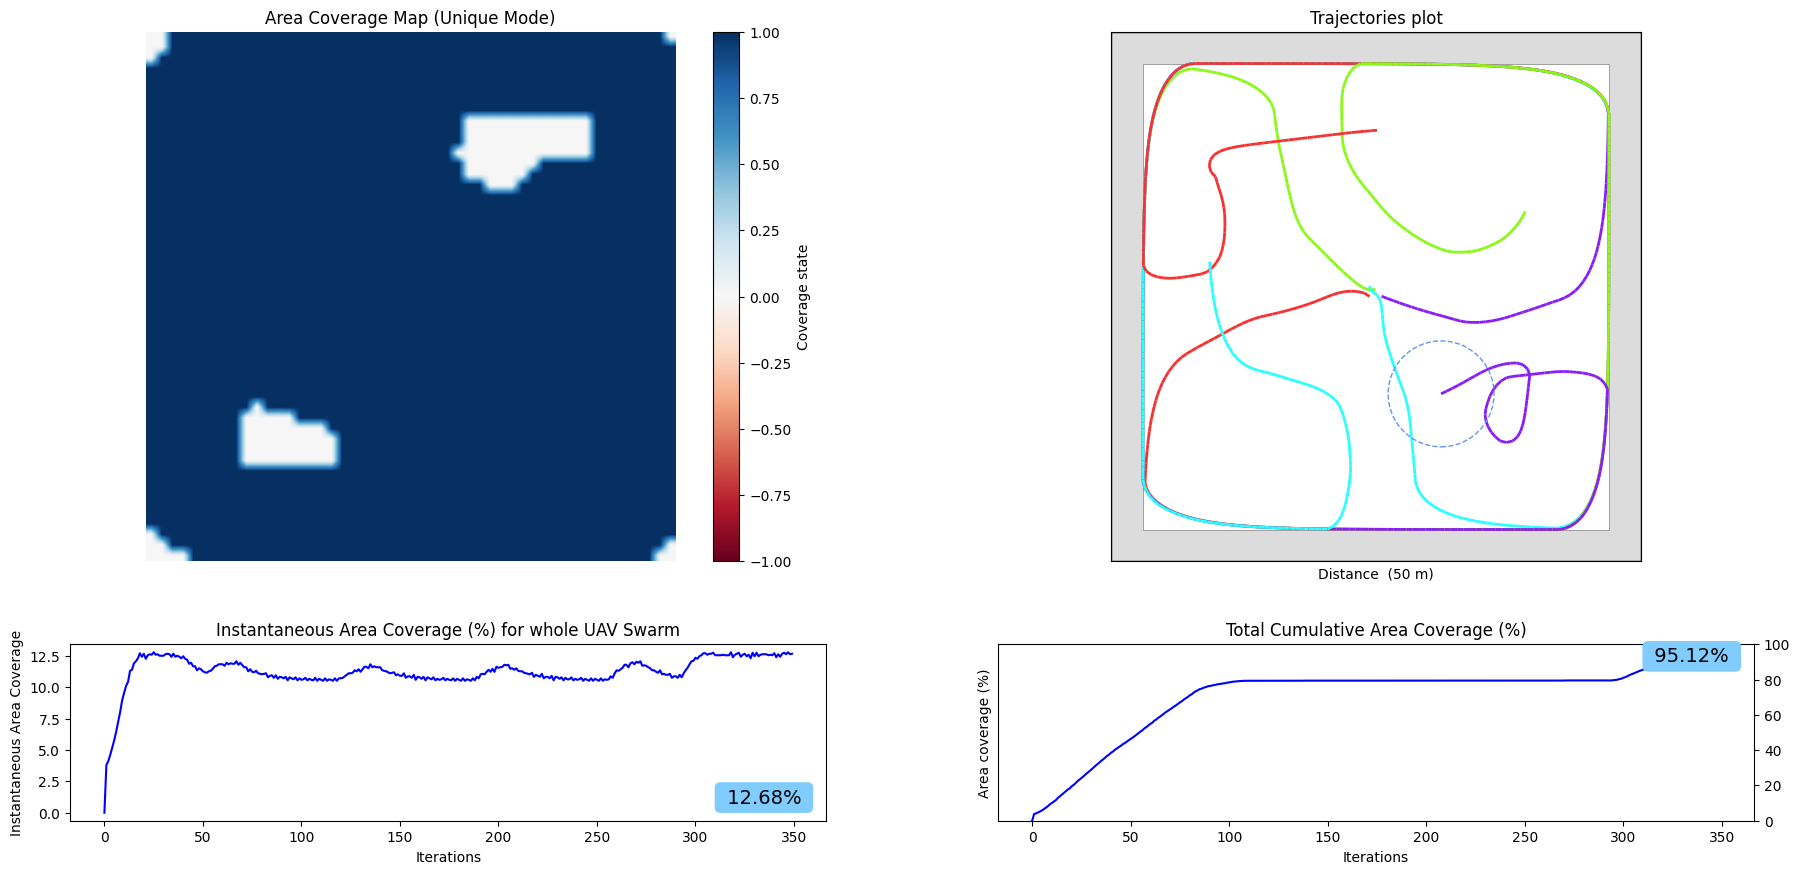 Area Coverage Map (Unique Mode)
1.00
0.75
0.50
0.25
0.00
−0.25
−0.50
−0.75
−1.00
Coverage state
Trajectories plot
Distance  (50 m)
Instantaneous Area Coverage (%) for whole UAV Swarm
Instantaneous Area Coverage
12.5
10.0
7.5
5.0
2.5
0.0
12.68%
0 50 100 150 200 250 300 350
Iterations
Total Cumulative Area Coverage (%)
Area coverage (%)
95.12%
100
80
60
40
20
0
0 50 100 150 200 250 300 350
Iterations